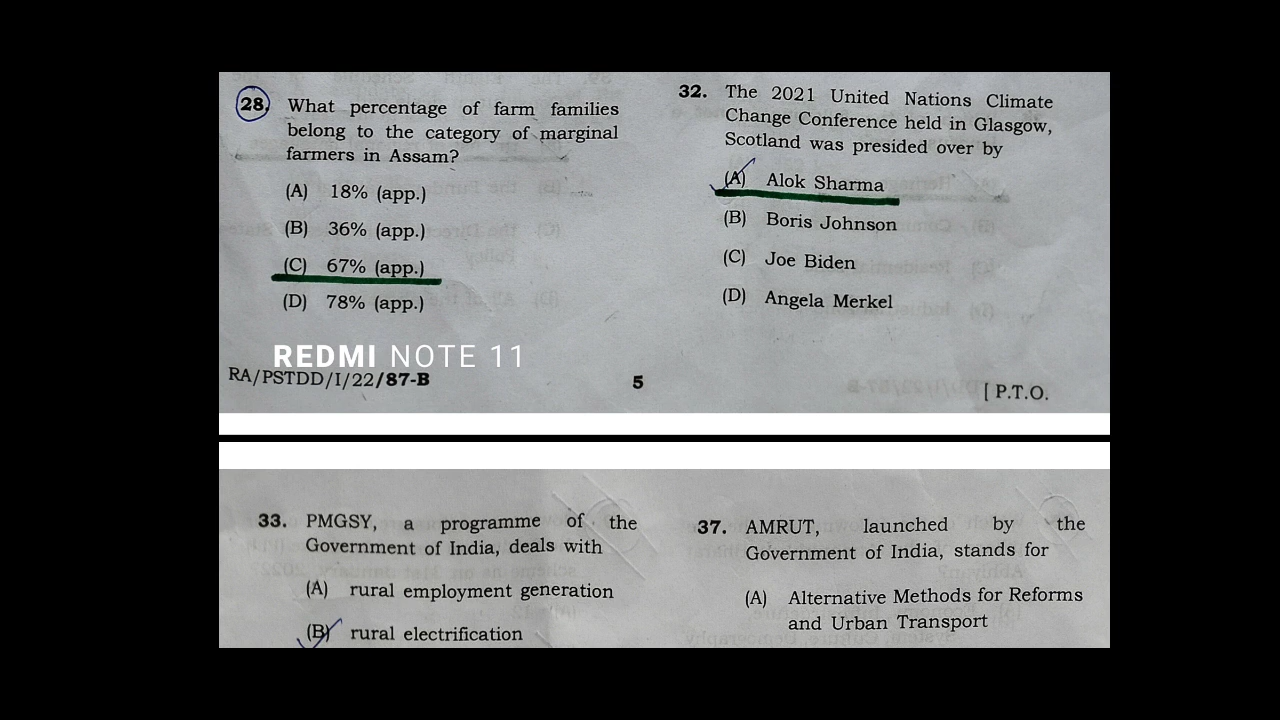 28. What percentage of farm families
belong to the category of marginal
farmers in Assam?
(A) 18% (app.)
(B) 36% (app.)
(C) 67% (app.)
(D) 78% (app.)
REDMI NOTE 11
RA/PSTDD/I/22/87-B
5
32. The 2021 United Nations Climate
Change Conference held in Glasgow,
Scotland was presided over by
(A) Alok Sharma
(B) Boris Johnson
(C) Joe Biden
(D) Angela Merkel
[ P.T.O.
33. PMGSY, a programme of the
Government of India, deals with
(A) rural employment generation
(B) rural electrification
37. AMRUT, launched by the
Government of India, stands for
(A) Alternative Methods for Reforms
and Urban Transport